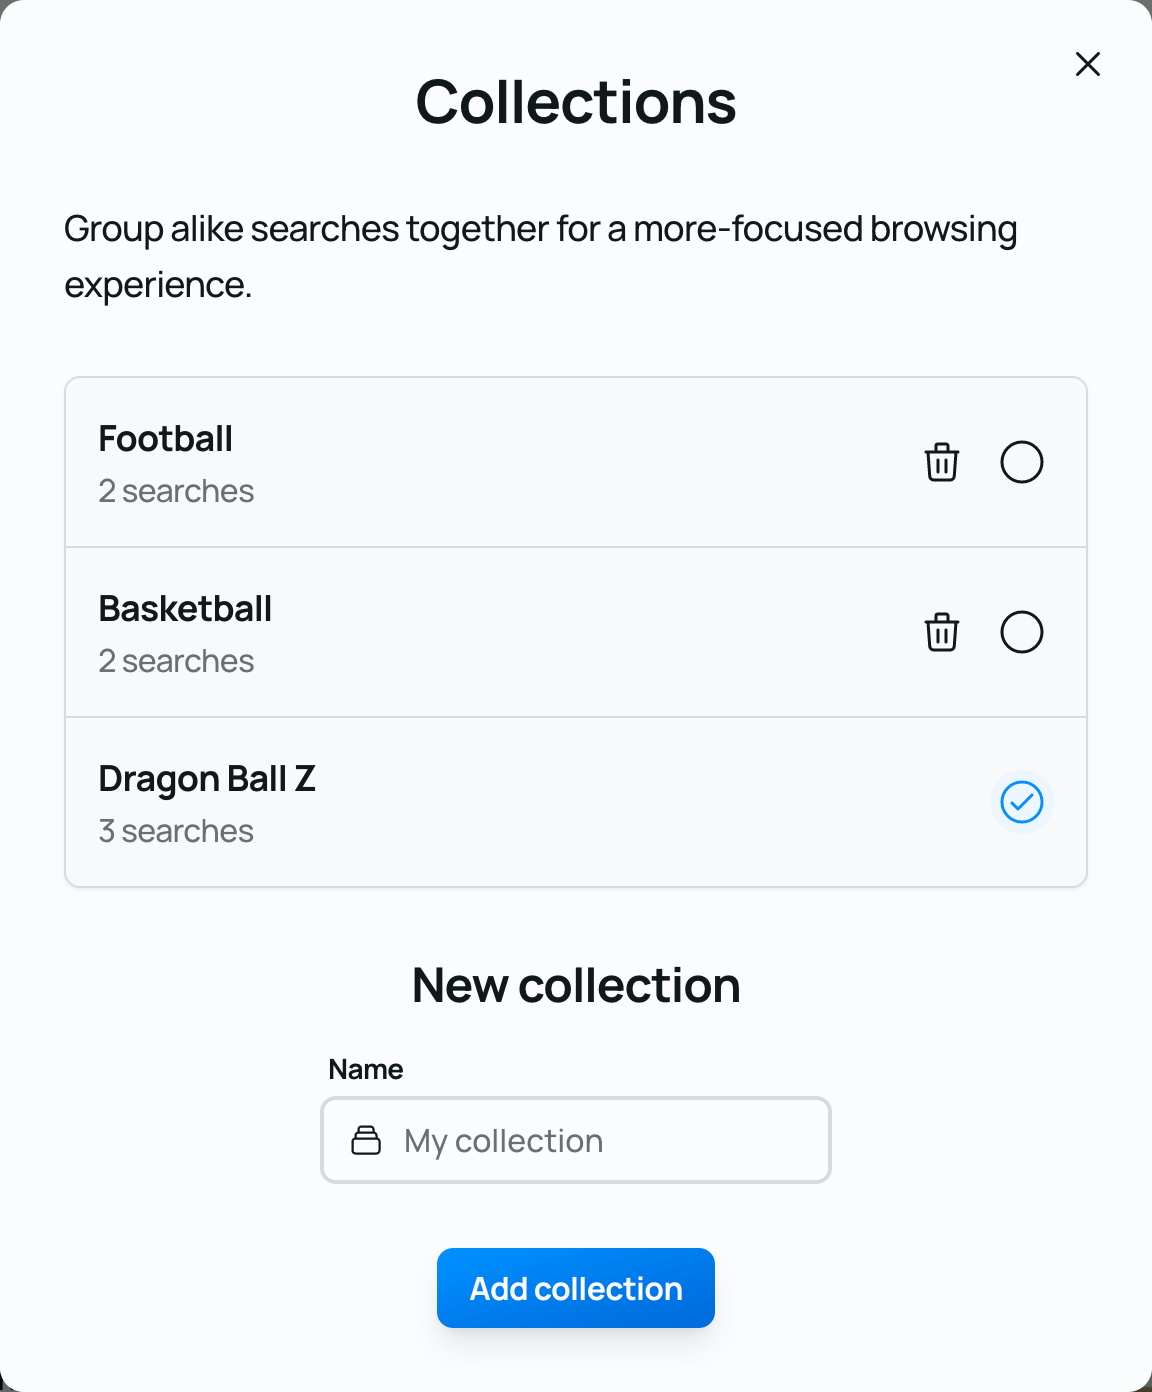 Collections
Group alike searches together for a more-focused browsing
experience.
Football
2 searches
Basketball
2 searches
Dragon Ball Z
3 searches
New collection
Name
My collection
Add collection